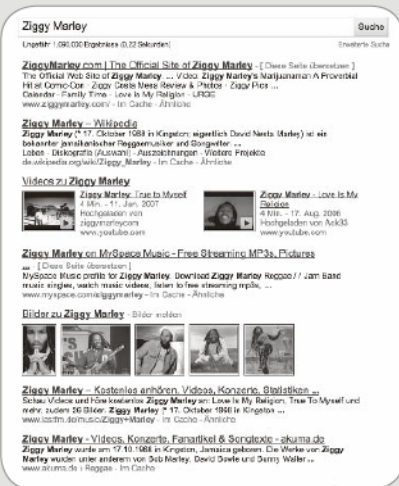 Ziggy Marley
Suche
Ungefähr 1.090.000 Ergebnisse (0,22 Sekunden)
Erweiterte Suche
ZiggyMarley.com | The Official Site of Ziggy Marley - [ Diese Seite übersetzen ]
The Official Web Site of Ziggy Marley. ... Video: Ziggy Marley's Marijuanaman A Proverbial
Hit at Comic-Con · Ziggy Costa Mesa Review & Photos · Ziggy Pics ...
Calendar - Family Time - Love Is My Religion - URGE
www.ziggymarley.com/ - Im Cache - Ähnliche
Ziggy Marley – Wikipedia
Ziggy Marley (* 17. Oktober 1968 in Kingston; eigentlich David Nesta Marley) ist ein
bekannter jamaikanischer Reggaemusiker und Songwriter. ...
Leben - Diskografie (Auswahl) - Auszeichnungen - Weitere Projekte
de.wikipedia.org/wiki/Ziggy_Marley - Im Cache - Ähnliche
Videos zu Ziggy Marley
Ziggy Marley: True to Myself
4 Min. - 11. Jan. 2007
Hochgeladen von
ziggymarleycom
www.youtube.com
Ziggy Marley - Love Is My
Religion
4 Min. - 17. Aug. 2006
Hochgeladen von
www.youtube.com
Ziggy Marley on MySpace Music - Free Streaming MP3s, Pictures
... - [ Diese Seite übersetzen ]
MySpace Music profile for Ziggy Marley. Download Ziggy Marley Reggae / / Jam Band
music singles, watch music videos, listen to free streaming mp3s, ...
www.myspace.com/ziggymarley - Im Cache - Ähnliche
Bilder zu Ziggy Marley - Bilder melden
Ziggy Marley – Kostenlos anhören, Videos, Konzerte, Statistiken ...
Schau Videos und höre kostenlos Ziggy Marley an: Love Is My Religion, True To Myself und
mehr, zudem 26 Bilder. Ziggy Marley (* 17. Oktober 1968 in Kingston ...
www.lastfm.de/music/Ziggy+Marley - Im Cache - Ähnliche
Ziggy Marley - Videos, Konzerte, Fanartikel & Songtexte - akuma.de
Ziggy Marley wurde am 17.10.1968 in Kingston, Jamaica geboren. Die Werke von Ziggy
Marley wurden unter anderem von Bob Marley, David Bowie und Bunny Wailer ...
www.akuma.de › Reggae - Im Cache